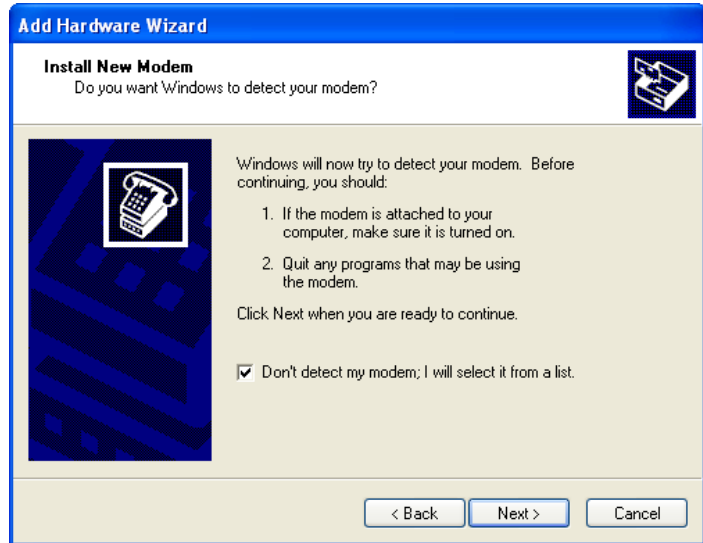 Add Hardware Wizard
Install New Modem
Do you want Windows to detect your modem?
Windows will now try to detect your modem. Before
continuing, you should:
1. If the modem is attached to your
computer, make sure it is turned on.
2. Quit any programs that may be using
the modem.
Click Next when you are ready to continue.
Don't detect my modem; I will select it from a list.
< Back Next > Cancel